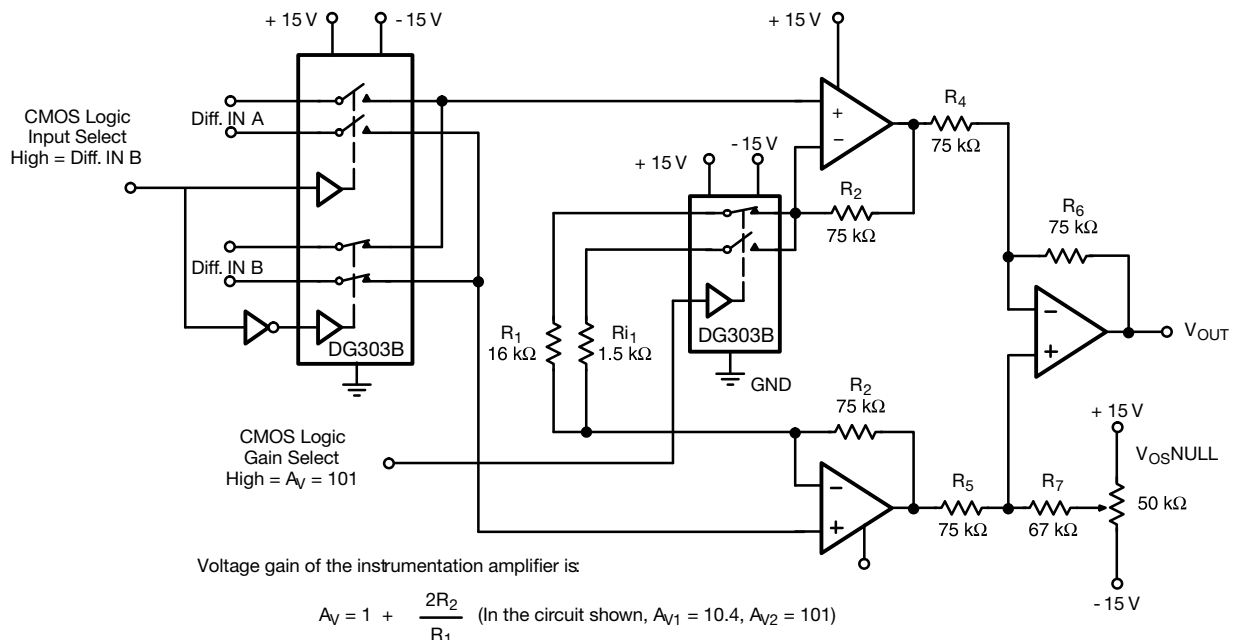 + 15 V
- 15 V
+ 15 V
CMOS Logic
Input Select
High = Diff. IN B
Diff. IN A
Diff. IN B
DG303B
+
−
R4
75 kΩ
+ 15 V
- 15 V
R2
75 kΩ
R6
75 kΩ
R1
16 kΩ
Ri1
1.5 kΩ
DG303B
GND
−
+
VOUT
CMOS Logic
Gain Select
High = AV = 101
R2
75 kΩ
−
+
R5
75 kΩ
R7
67 kΩ
+ 15 V
VOSNULL
50 kΩ
- 15 V
Voltage gain of the instrumentation amplifier is:
AV = 1 + 2R2
R1
(In the circuit shown, AV1 = 10.4, AV2 = 101)